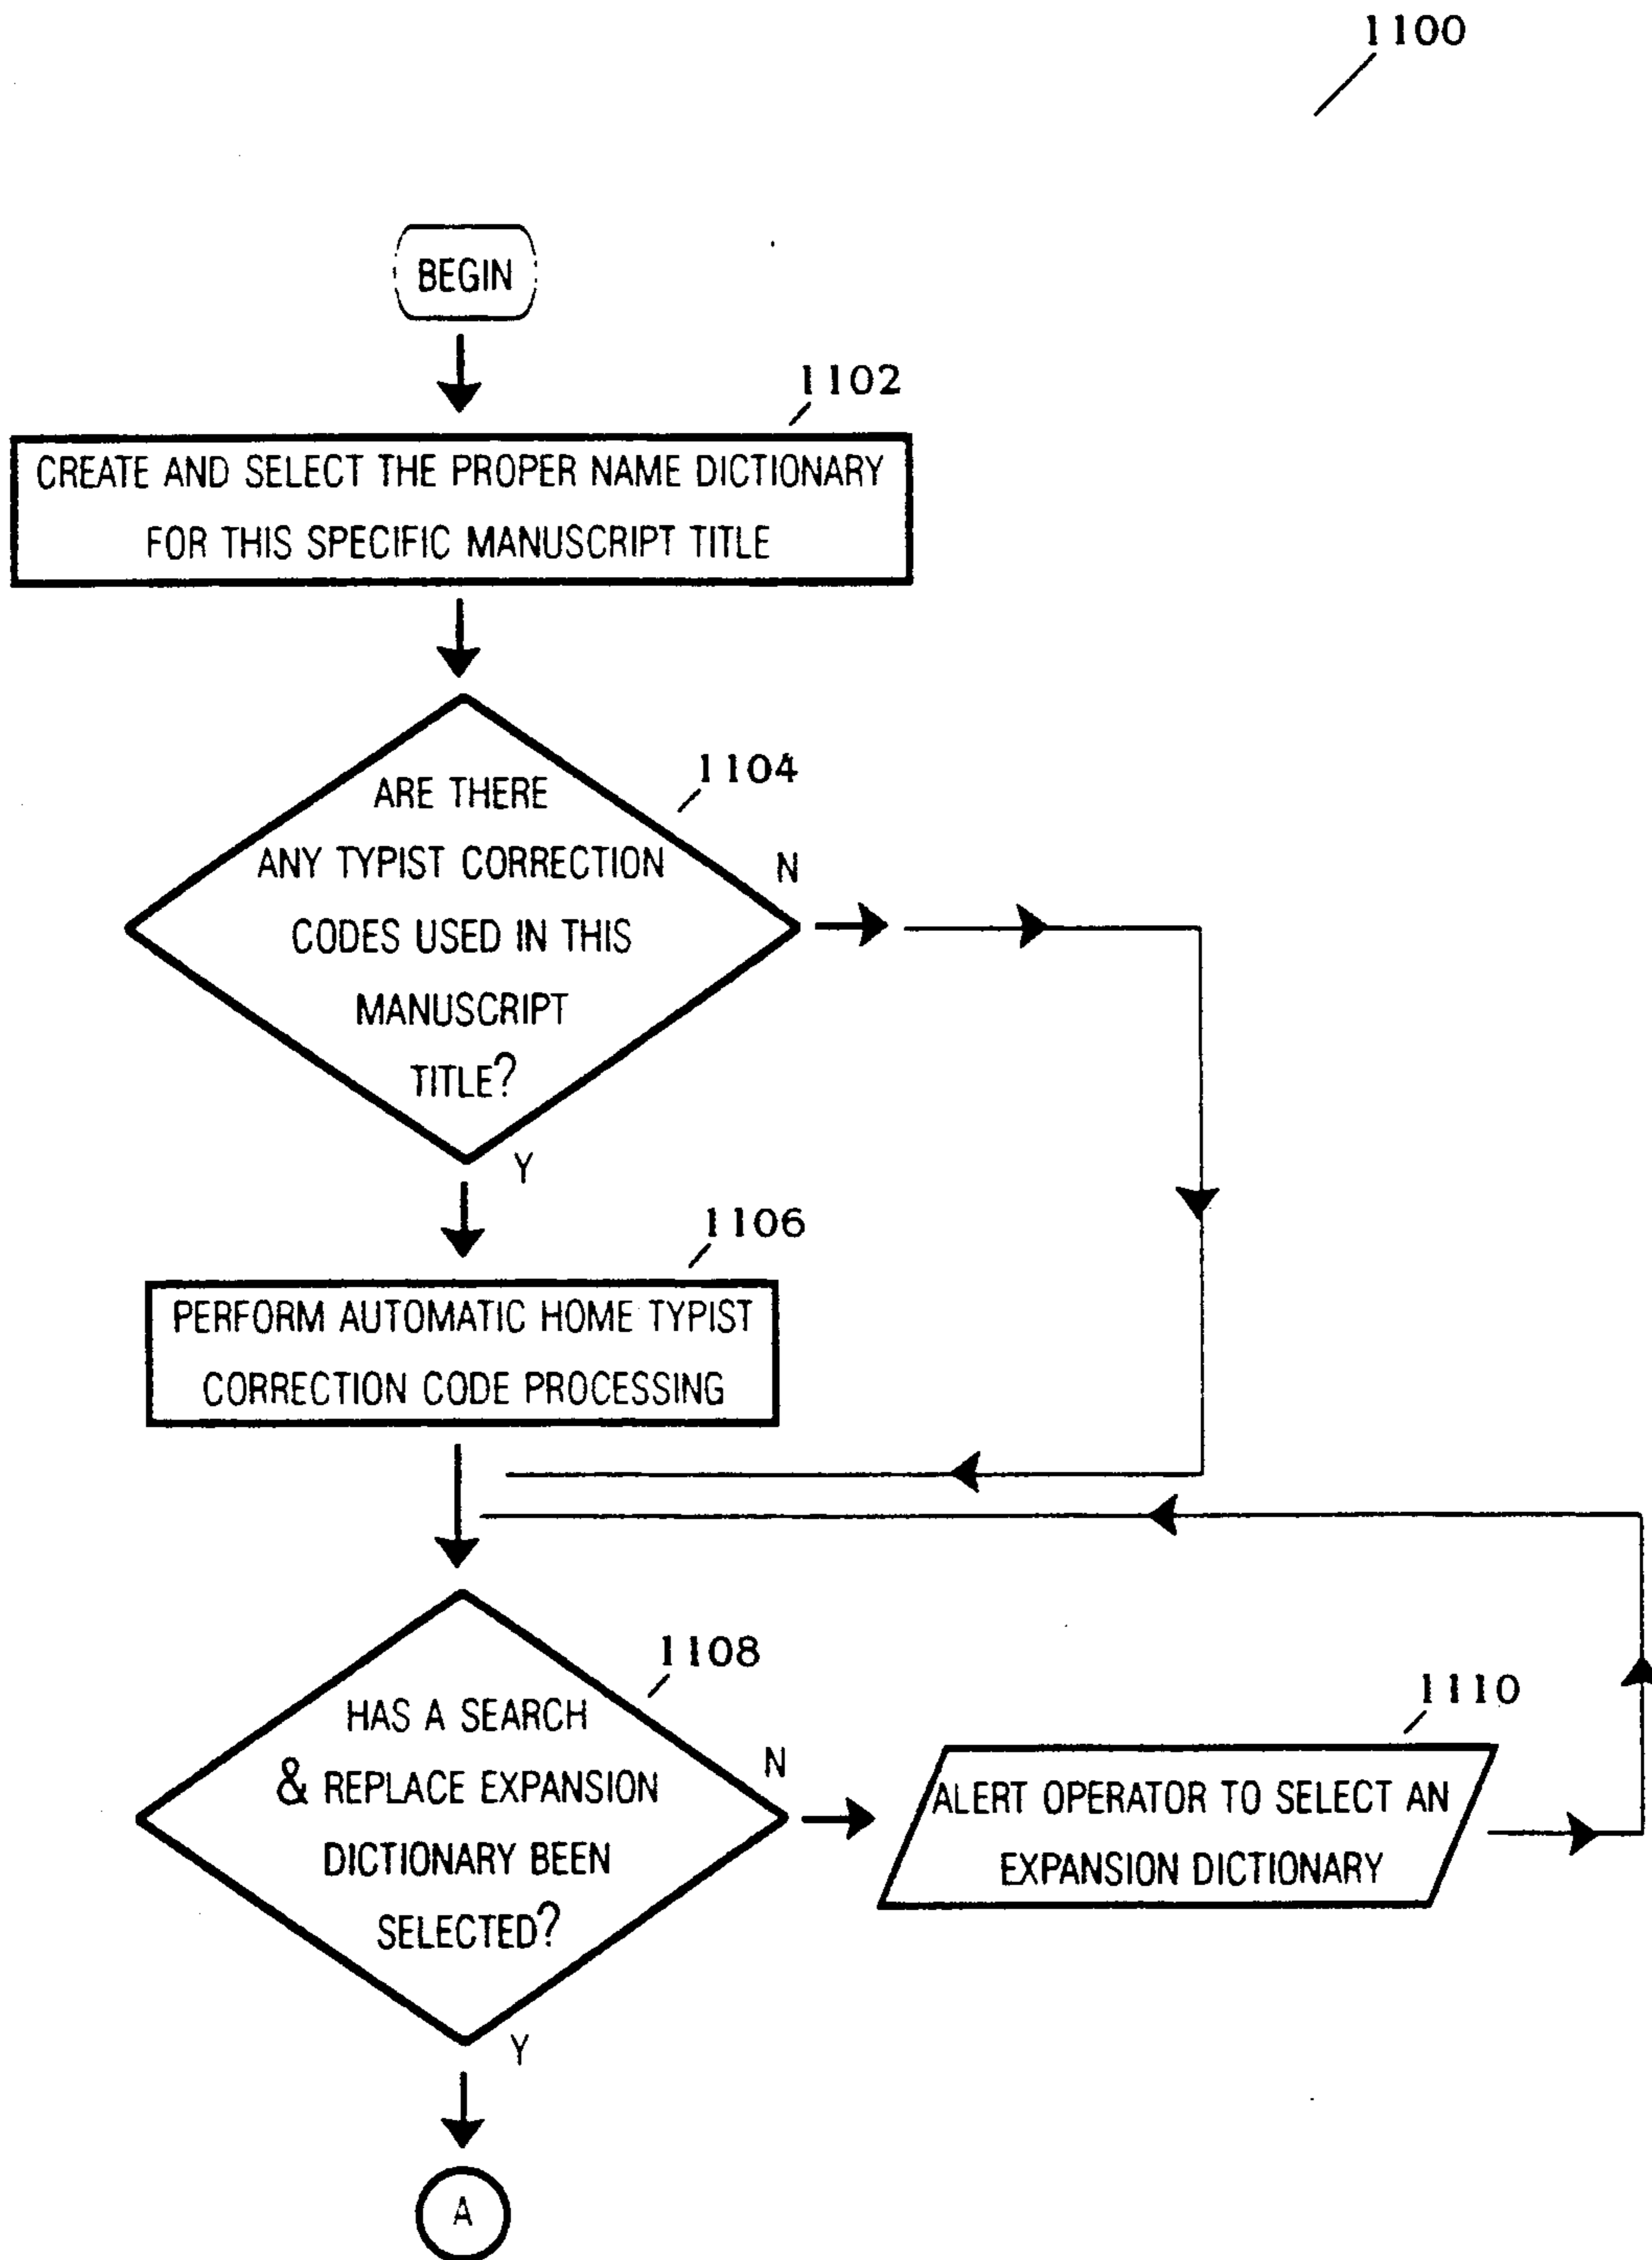 1100
BEGIN
1102
CREATE AND SELECT THE PROPER NAME DICTIONARY
FOR THIS SPECIFIC MANUSCRIPT TITLE
1104
ARE THERE
ANY TYPIST CORRECTION
CODES USED IN THIS
MANUSCRIPT
TITLE?
N
Y
1106
PERFORM AUTOMATIC HOME TYPIST
CORRECTION CODE PROCESSING
1108
HAS A SEARCH
& REPLACE EXPANSION
DICTIONARY BEEN
SELECTED?
N
Y
1110
ALERT OPERATOR TO SELECT AN
EXPANSION DICTIONARY
A